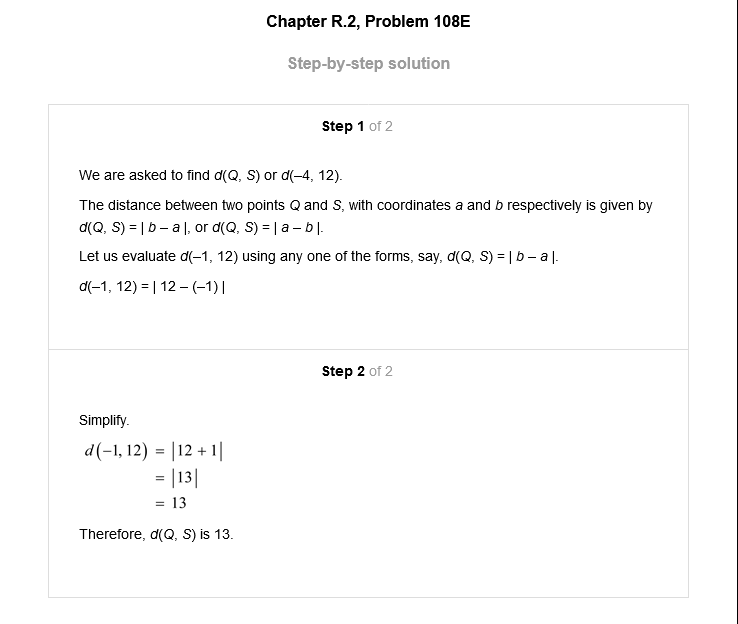 Chapter R.2, Problem 108E
Step-by-step solution
Step 1 of 2
We are asked to find d(Q, S) or d(–4, 12).
The distance between two points Q and S, with coordinates a and b respectively is given by
d(Q, S) = | b – a |, or d(Q, S) = | a – b |.
Let us evaluate d(–1, 12) using any one of the forms, say, d(Q, S) = | b – a |.
d(–1, 12) = | 12 – (–1) |
Step 2 of 2
Simplify.
d(–1, 12) = |12 + 1|
= |13|
= 13
Therefore, d(Q, S) is 13.